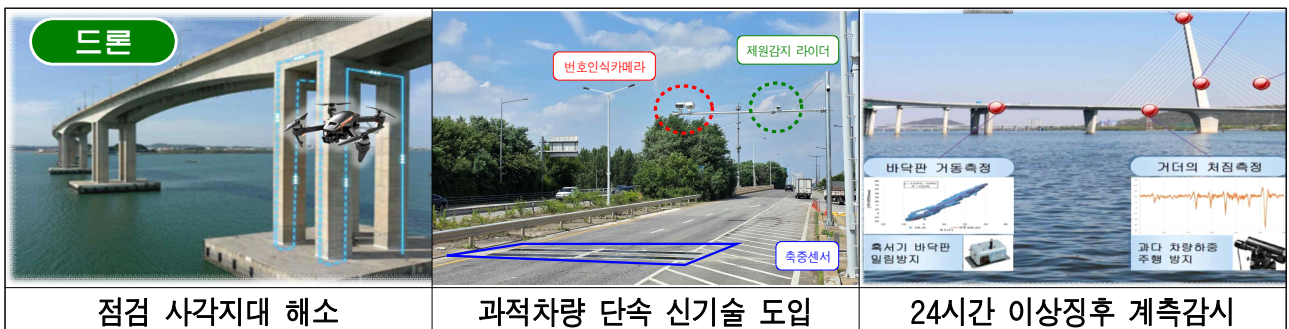 드론
번호인식카메라
제원감지 라이더
축중센서
바닥판 거동측정
혹서기 바닥판
밀림방지
거더의 처짐측정
과다 차량하중
주행 방지
점검 사각지대 해소
과적차량 단속 신기술 도입
24시간 이상징후 계측감시